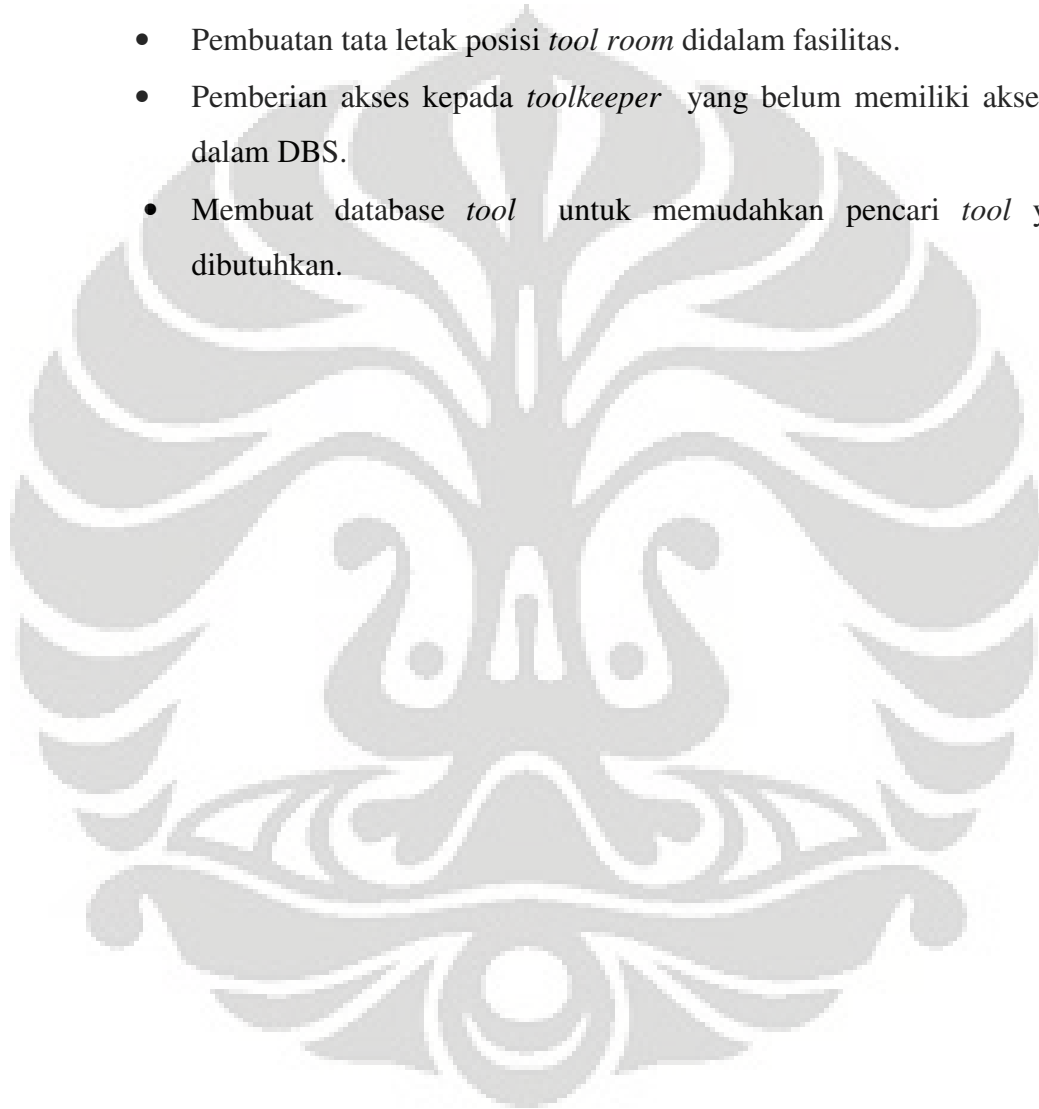 • Pembuatan tata letak posisi tool room didalam fasilitas.
• Pemberian akses kepada toolkeeper yang belum memiliki akse
dalam DBS.
• Membuat database tool untuk memudahkan pencari tool y
dibutuhkan.